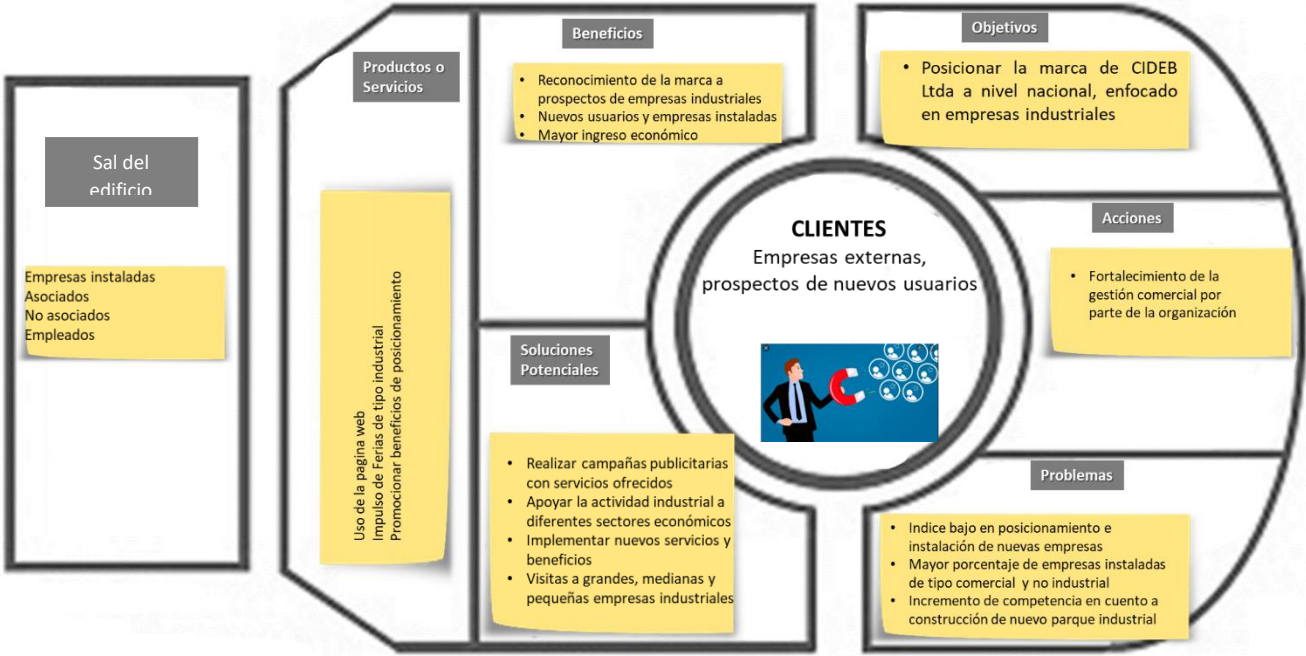 Sal del
edificio
Empresas instaladas
Asociados
No asociados
Empleados
Productos o
Servicios
Uso de la pagina web
Impulso de Ferias de tipo industrial
Promocionar beneficios de posicionamiento
Beneficios
• Reconocimiento de la marca a
prospectos de empresas industriales
• Nuevos usuarios y empresas instaladas
• Mayor ingreso económico
Soluciones
Potenciales
• Realizar campañas publicitarias
con servicios ofrecidos
• Apoyar la actividad industrial a
diferentes sectores económicos
• Implementar nuevos servicios y
beneficios
• Visitas a grandes, medianas y
pequeñas empresas industriales
CLIENTES
Empresas externas,
prospectos de nuevos usuarios
Objetivos
• Posicionar la marca de CIDEB
Ltda a nivel nacional, enfocado
en empresas industriales
Acciones
• Fortalecimiento de la
gestión comercial por
parte de la organización
Problemas
• Indice bajo en posicionamiento e
instalación de nuevas empresas
• Mayor porcentaje de empresas instaladas
de tipo comercial y no industrial
• Incremento de competencia en cuento a
construcción de nuevo parque industrial